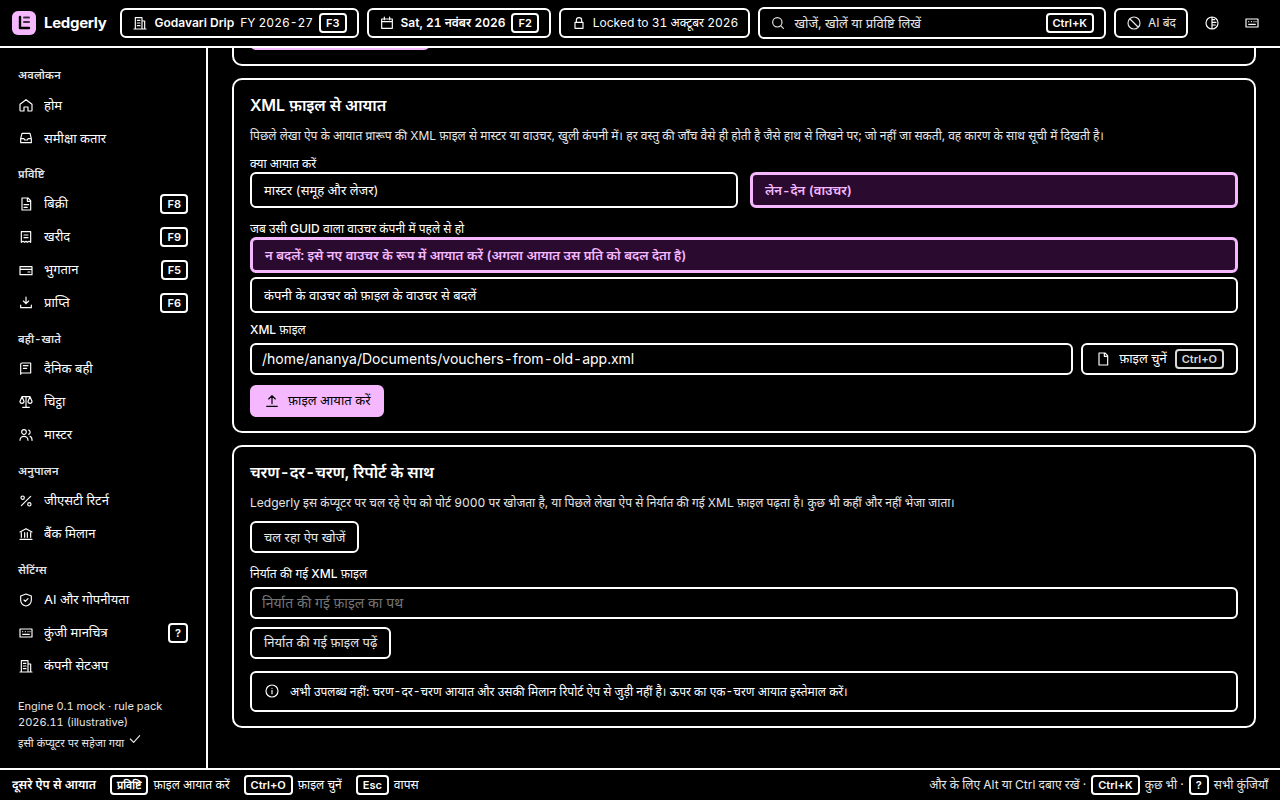 Ledgerly
Godavari Drip FY 2026-27 F3
Sat, 21 नवंबर 2026 F2
Locked to 31 अक्टूबर 2026
खोजें, खोलें या प्रविष्टि लिखें Ctrl+K
AI बंद
अवलोकन
होम
समीक्षा कतार
प्रविष्टि
बिक्री F8
खरीद F9
भुगतान F5
प्राप्ति F6
बही-खाते
दैनिक बही
चिट्ठा
मास्टर
अनुपालन
जीएसटी रिटर्न
बैंक मिलान
सेटिंग्स
AI और गोपनीयता
कुंजी मानचित्र ?
कंपनी सेटअप
Engine 0.1 mock · rule pack
2026.11 (illustrative)
इसी कंप्यूटर पर सहेजा गया
XML फ़ाइल से आयात
पिछले लेखा ऐप के आयात प्रारूप की XML फ़ाइल से मास्टर या वाउचर, खुली कंपनी में। हर वस्तु की जाँच वैसे ही होती है जैसे हाथ से लिखने पर; जो नहीं जा सकती, वह कारण के साथ सूची में दिखती है।
क्या आयात करें
मास्टर (समूह और लेजर)
लेन-देन (वाउचर)
जब उसी GUID वाला वाउचर कंपनी में पहले से हो
न बदलें: इसे नए वाउचर के रूप में आयात करें (अगला आयात उस प्रति को बदल देता है)
कंपनी के वाउचर को फ़ाइल के वाउचर से बदलें
XML फ़ाइल
/home/ananya/Documents/vouchers-from-old-app.xml
फ़ाइल चुनें Ctrl+O
फ़ाइल आयात करें
चरण-दर-चरण, रिपोर्ट के साथ
Ledgerly इस कंप्यूटर पर चल रहे ऐप को पोर्ट 9000 पर खोजता है, या पिछले लेखा ऐप से निर्यात की गई XML फ़ाइल पढ़ता है। कुछ भी कहीं और नहीं भेजा जाता।
चल रहा ऐप खोजें
निर्यात की गई XML फ़ाइल
निर्यात की गई फ़ाइल का पथ
निर्यात की गई फ़ाइल पढ़ें
अभी उपलब्ध नहीं: चरण-दर-चरण आयात और उसकी मिलान रिपोर्ट ऐप से जुड़ी नहीं है। ऊपर का एक-चरण आयात इस्तेमाल करें।
दूसरे ऐप से आयात प्रविष्टि फ़ाइल आयात करें Ctrl+O फ़ाइल चुनें Esc वापस
और के लिए Alt या Ctrl दबाए रखें · Ctrl+K कुछ भी · ? सभी कुंजियाँ